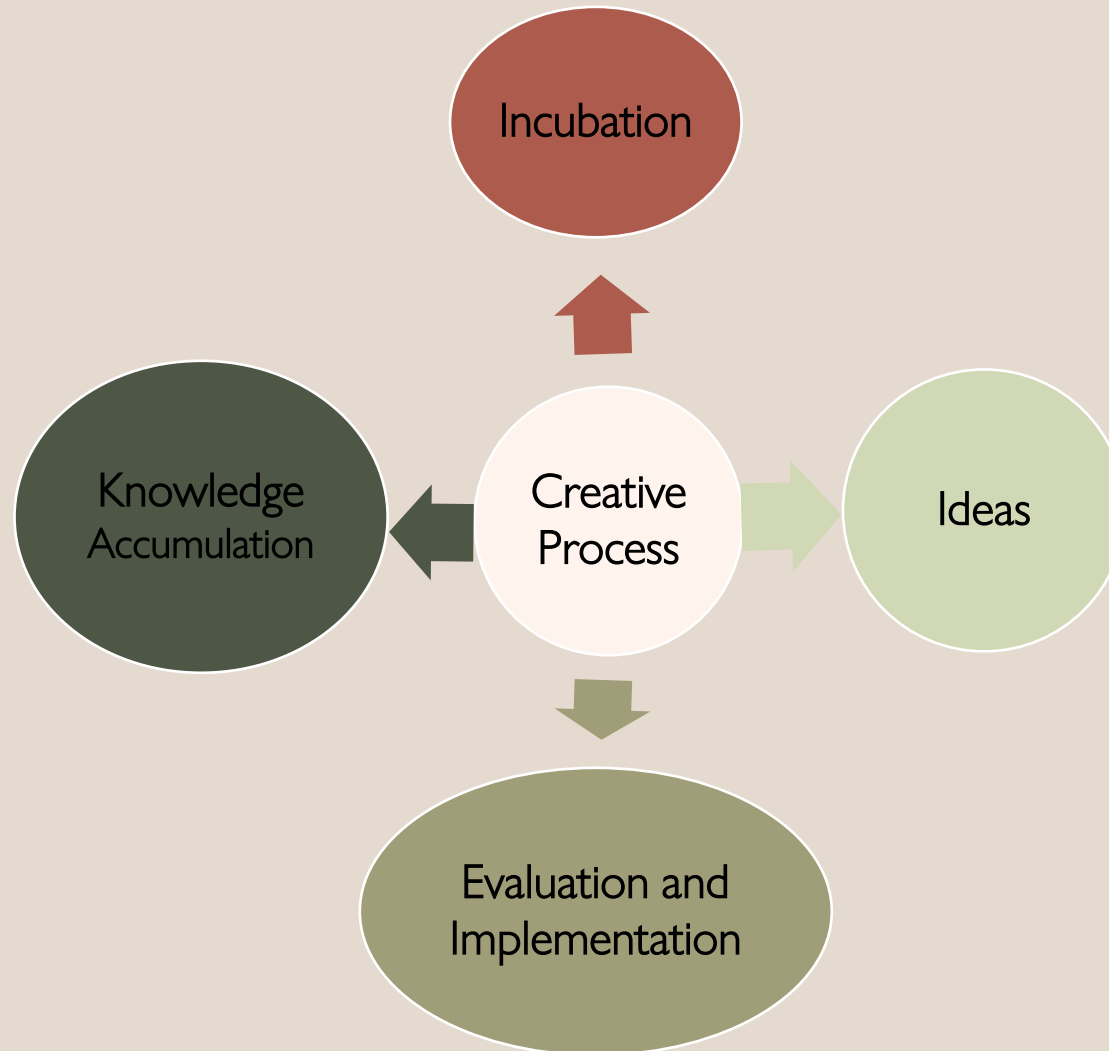 Incubation
Knowledge
Accumulation
Creative
Process
Ideas
Evaluation and
Implementation